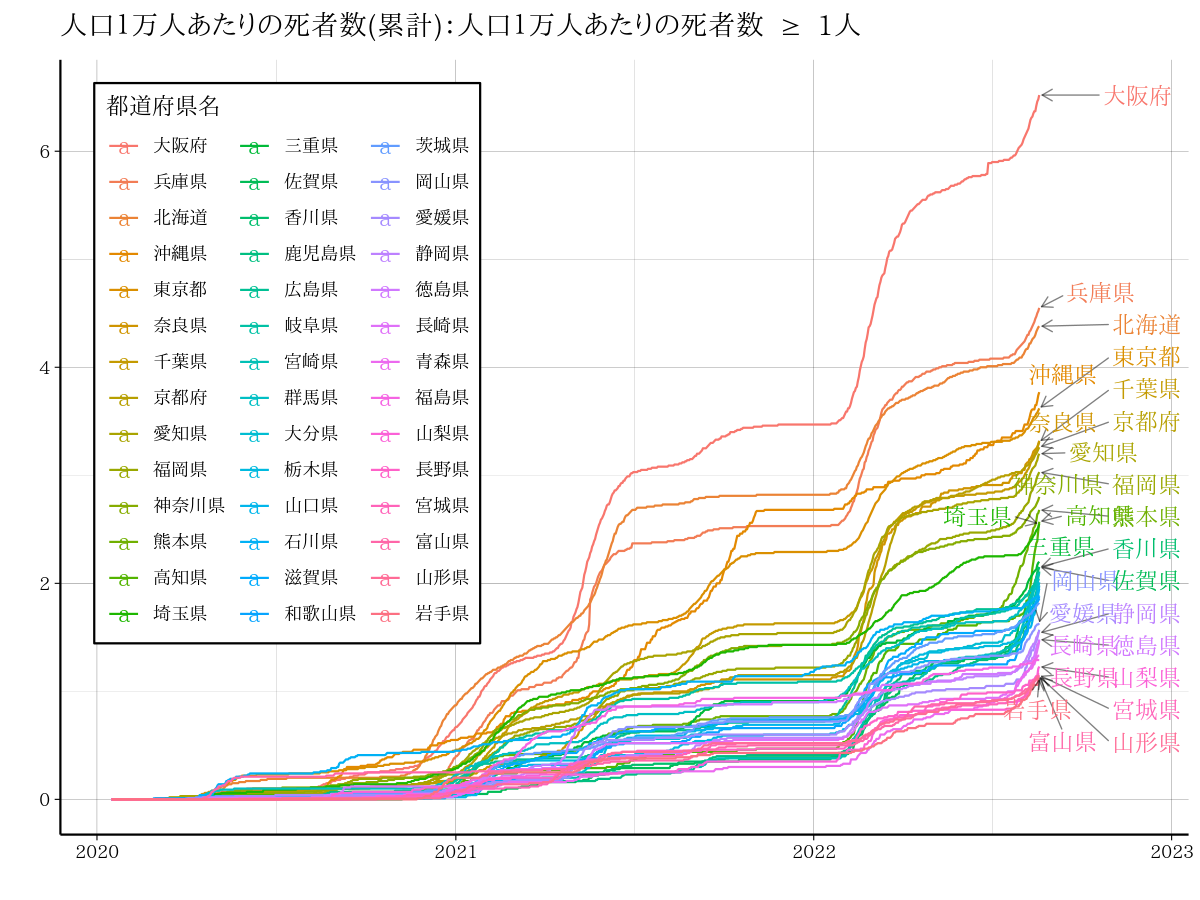 人口1万人あたりの死者数(累計):人口1万人あたりの死者数 ≥ 1人
都道府県名
a 大阪府 a 三重県 a 茨城県
a 兵庫県 a 佐賀県 a 岡山県
a 北海道 a 香川県 a 愛媛県
a 沖縄県 a 鹿児島県 a 静岡県
a 東京都 a 広島県 a 徳島県
a 奈良県 a 岐阜県 a 長崎県
a 千葉県 a 宮崎県 a 青森県
a 京都府 a 群馬県 a 福島県
a 愛知県 a 大分県 a 山梨県
a 福岡県 a 栃木県 a 長野県
a 神奈川県 a 山口県 a 宮城県
a 熊本県 a 石川県 a 富山県
a 高知県 a 滋賀県 a 山形県
a 埼玉県 a 和歌山県 a 岩手県
大阪府
兵庫県
北海道
東京都
沖縄県
千葉県
奈良県 京都府
愛知県
神奈川県 福岡県
埼玉県 高知県 熊本県
三重県 香川県
岡山県 佐賀県
愛媛県 静岡県
長崎県 徳島県
長野県 山梨県
岩手県 宮城県
富山県 山形県
6
4
2
0
2020 2021 2022 2023